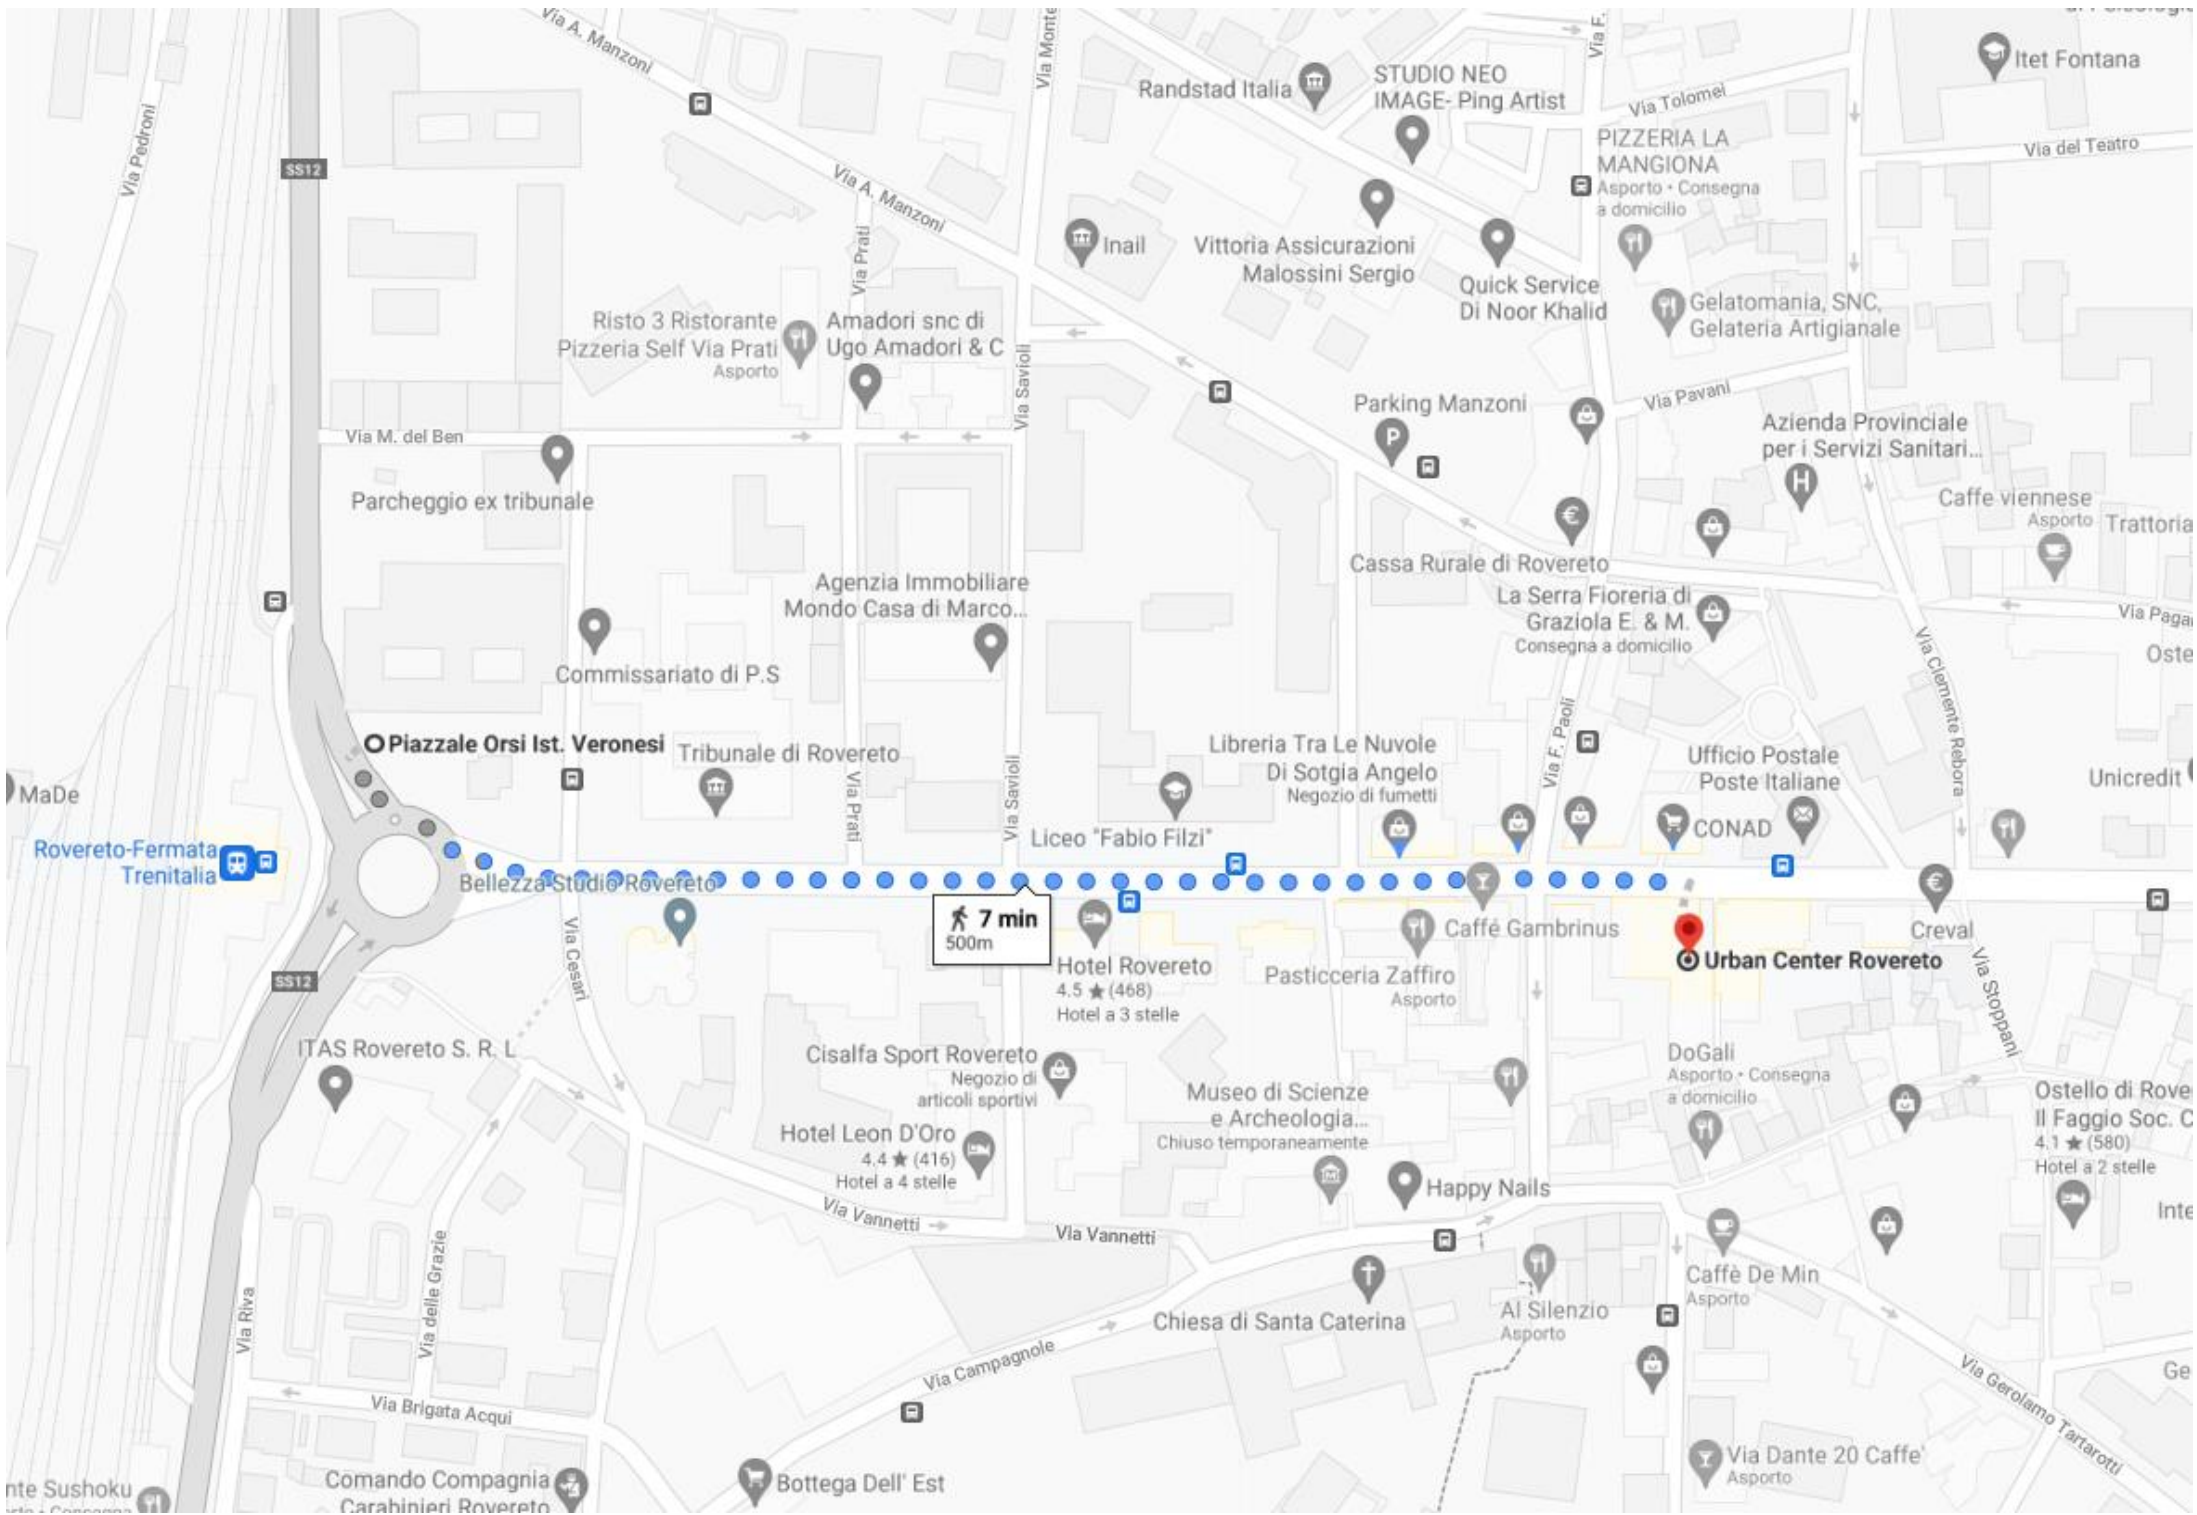 Via A. Manzoni
Via Monte
Via F.
Itet Fontana
Randstad Italia
STUDIO NEO
IMAGE- Ping Artist
Via Tolomei
Via Pedroni
SS12
PIZZERIA LA
MANGIONA
Asporto • Consegna
a domicilio
Via del Teatro
Via A. Manzoni
Via Prati
Inail
Vittoria Assicurazioni
Malossini Sergio
Quick Service
Di Noor Khalid
Gelatomania, SNC,
Gelateria Artigianale
Risto 3 Ristorante
Pizzeria Self Via Prati
Asporto
Amadori snc di
Ugo Amadori & C
Via Savioli
Parking Manzoni
Via Pavani
Via M. del Ben
Azienda Provinciale
per i Servizi Sanitari...
Parcheggio ex tribunale
Caffe viennese
Asporto
Trattoria
Cassa Rurale di Rovereto
Agenzia Immobiliare
Mondo Casa di Marco...
La Serra Fioreria di
Graziola E. & M.
Consegna a domicilio
Via Paga
Oste
Commissariato di P.S
Via Clemente Rebora
Via F. Paoli
Piazzale Orsi Ist. Veronesi
Tribunale di Rovereto
Libreria Tra Le Nuvole
Di Sotgia Angelo
Negozio di fumetti
Ufficio Postale
Poste Italiane
Unicredit
MaDe
Via Prati
Via Savioli
Liceo "Fabio Filzi"
CONAD
Rovereto-Fermata
Trenitalia
Bellezza Studio Rovereto
7 min
500m
Caffé Gambrinus
Creval
Via Cesari
Hotel Rovereto
4.5 ★ (468)
Hotel a 3 stelle
Pasticceria Zaffiro
Asporto
Urban Center Rovereto
SS12
Via Stoppani
ITAS Rovereto S. R. L
Cisalfa Sport Rovereto
Negozio di
articoli sportivi
Museo di Scienze
e Archeologia...
Chiuso temporaneamente
DoGali
Asporto • Consegna
a domicilio
Ostello di Rove
Il Faggio Soc. C
4.1 ★ (580)
Hotel a 2 stelle
Hotel Leon D'Oro
4.4 ★ (416)
Hotel a 4 stelle
Happy Nails
Via Vannetti
Via Vannetti
Inte
Via delle Grazie
Via Riva
Caffè De Min
Asporto
Chiesa di Santa Caterina
Al Silenzio
Asporto
Via Campagnole
Via Gerolamo Tartarotti
Ge
Via Brigata Acqui
Via Dante 20 Caffe'
Asporto
Comando Compagnia
Carabinieri Rovereto
Bottega Dell' Est
nte Sushoku